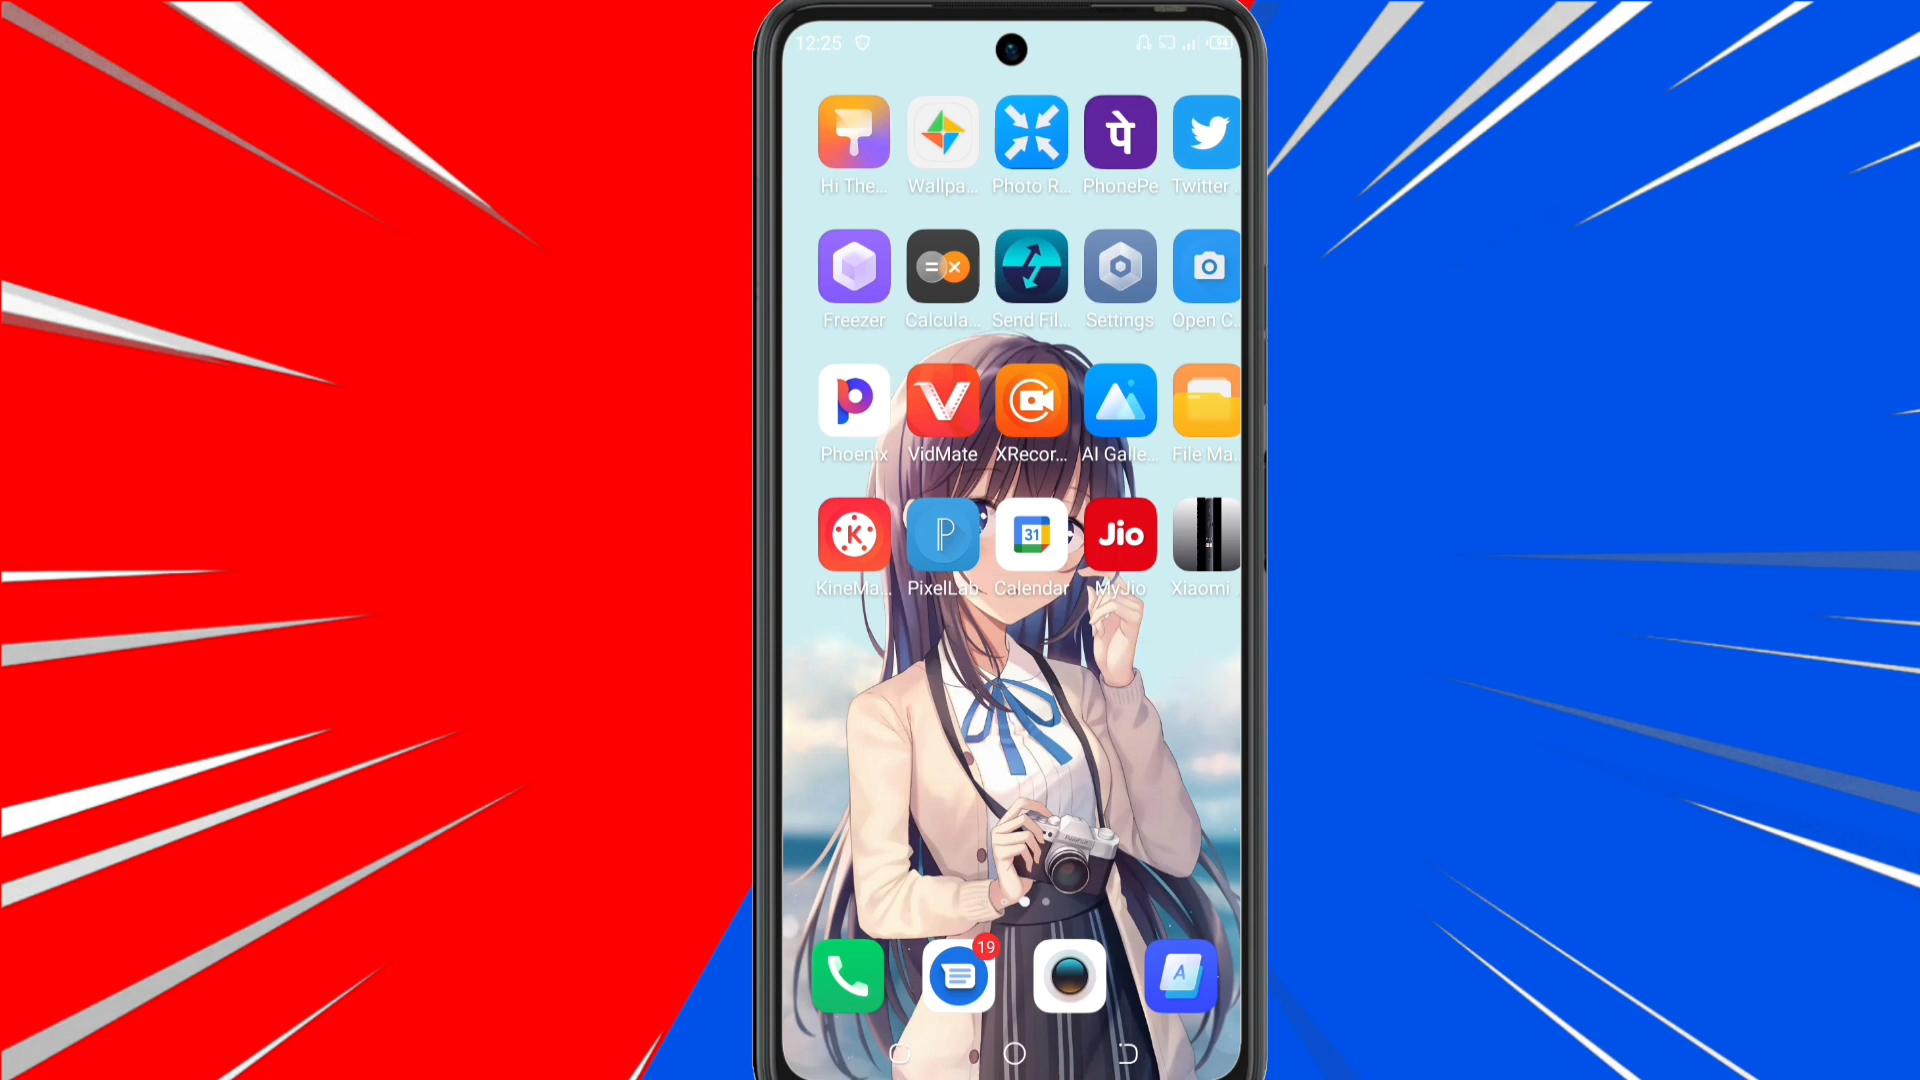 12:25 94
Hi The... Wallpa... Photo R... पे PhonePe Twitter .
Freezer Calcula... Send Fil... Settings Open C..
Phoenix VidMate XRecor... AI Galle... File Ma..
K 31 Jio
KineMa... PixelLab Calendar MyJio Xiaomi .
19
A